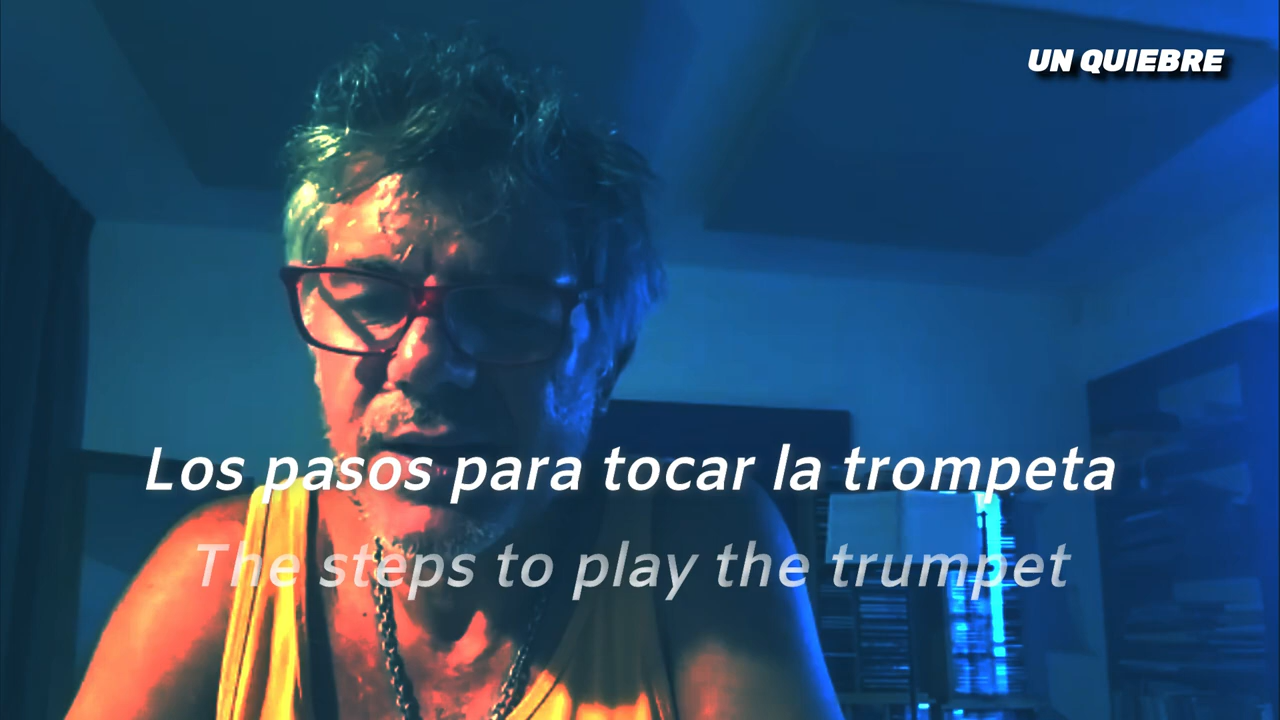 UN QUIEBRE
Los pasos para tocar la trompeta
The steps to play the trumpet